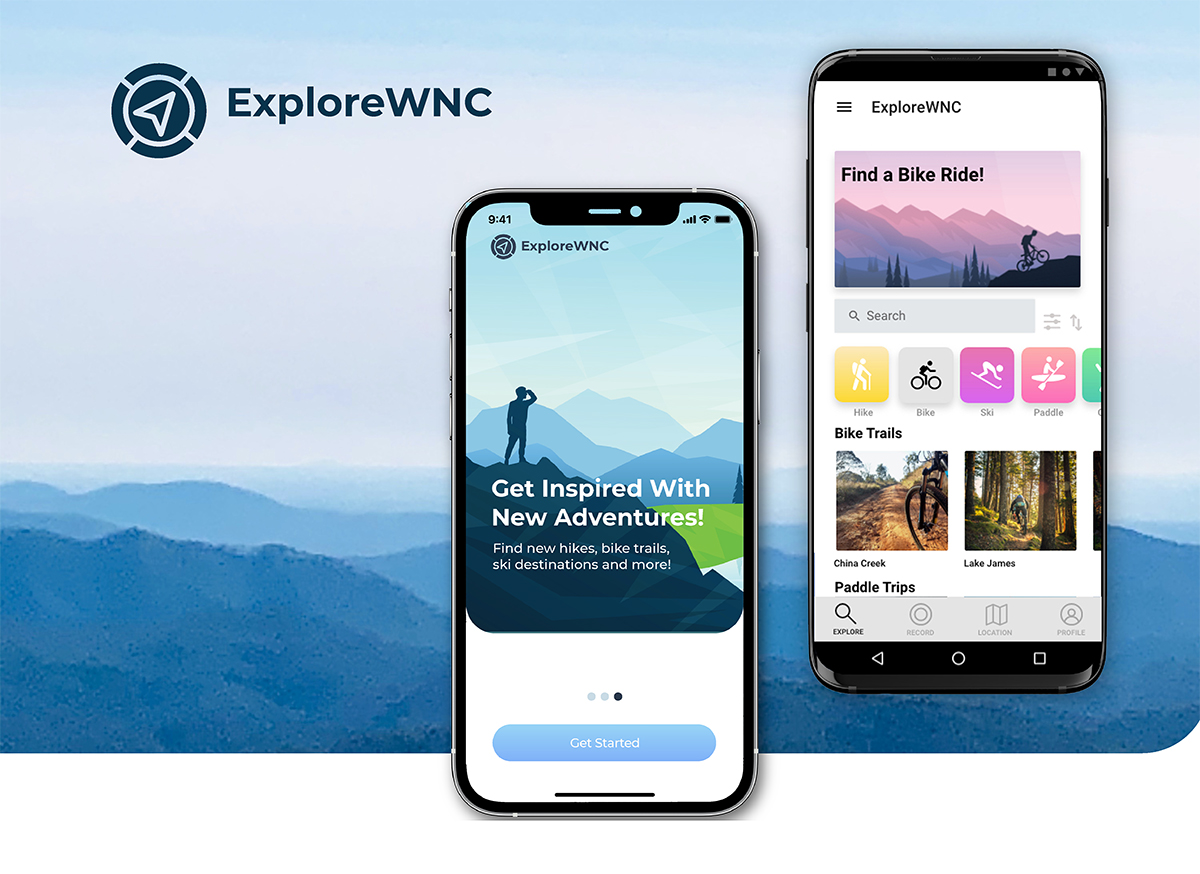 ExploreWNC
9:41
ExploreWNC
Get Inspired With
New Adventures!
Find new hikes, bike trails,
ski destinations and more!
Get Started
ExploreWNC
Find a Bike Ride!
Search
Hike
Bike
Ski
Paddle
Bike Trails
China Creek
Lake James
Paddle Trips
EXPLORE
RECORD
LOCATION
PROFILE